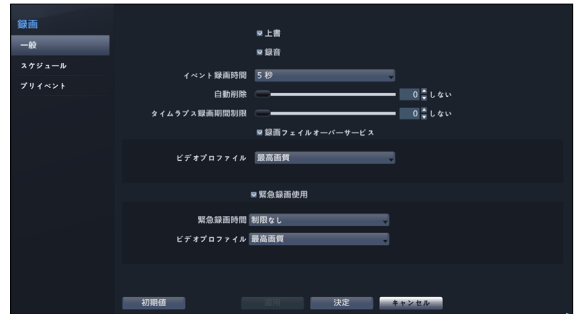 録画
一般
スケジュール
プリイベント
上書
録音
イベント録画時間 5 秒
自動削除 0 しない
タイムラプス録画期間制限 0 しない
録画フェイルオーバーサービス
ビデオプロファイル 最高画質
緊急録画使用
緊急録画時間 制限なし
ビデオプロファイル 最高画質
初期値 決定 キャンセル